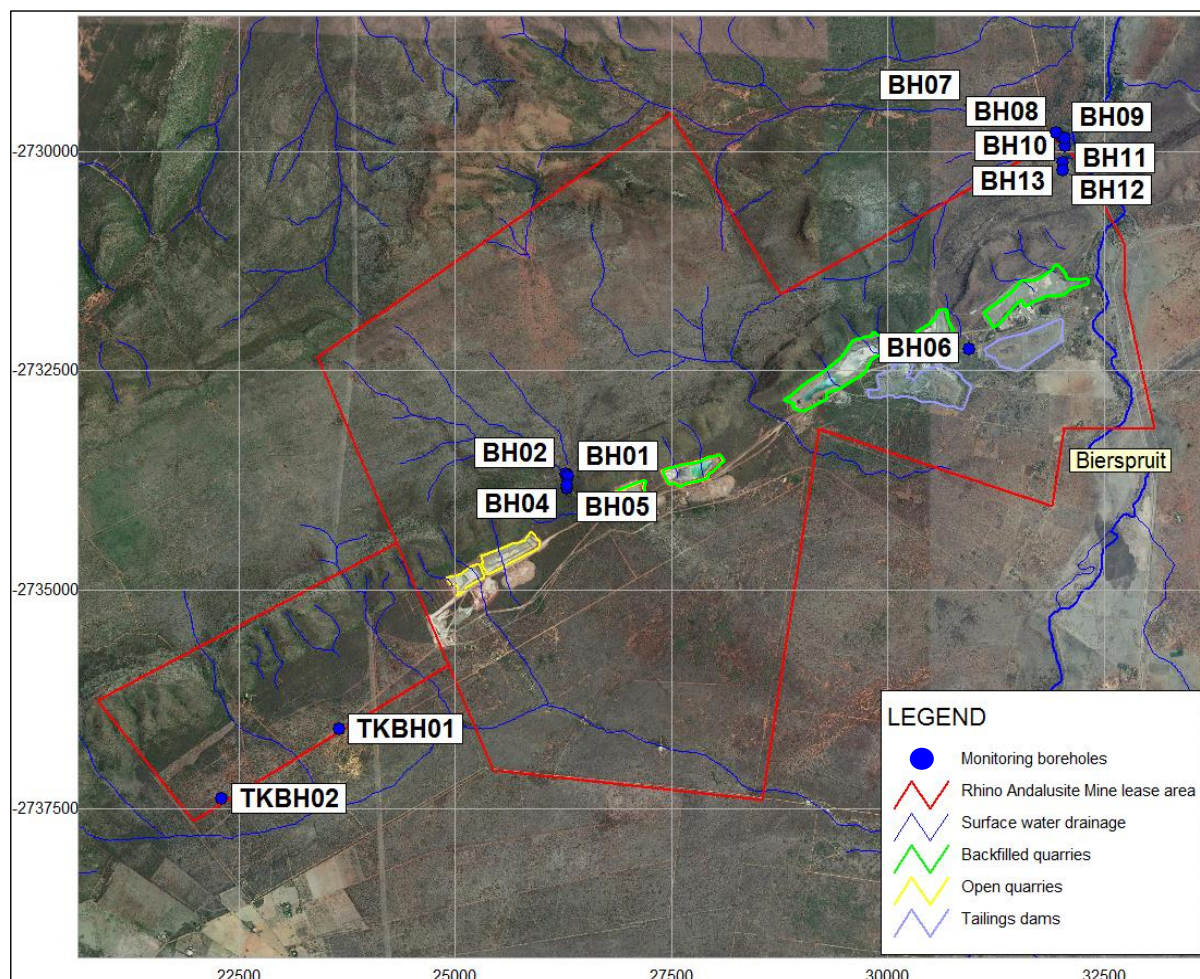 BH07
BH08
BH09
-2730000
BH10
BH11
BH13
BH12
BH06
-2732500
Bierspruit
BH02
BH01
BH04
BH05
-2735000
TKBH01
TKBH02
-2737500
LEGEND
Monitoring boreholes
Rhino Andalusite Mine lease area
Surface water drainage
Backfilled quarries
Open quarries
Tailings dams
22500
25000
27500
30000
32500